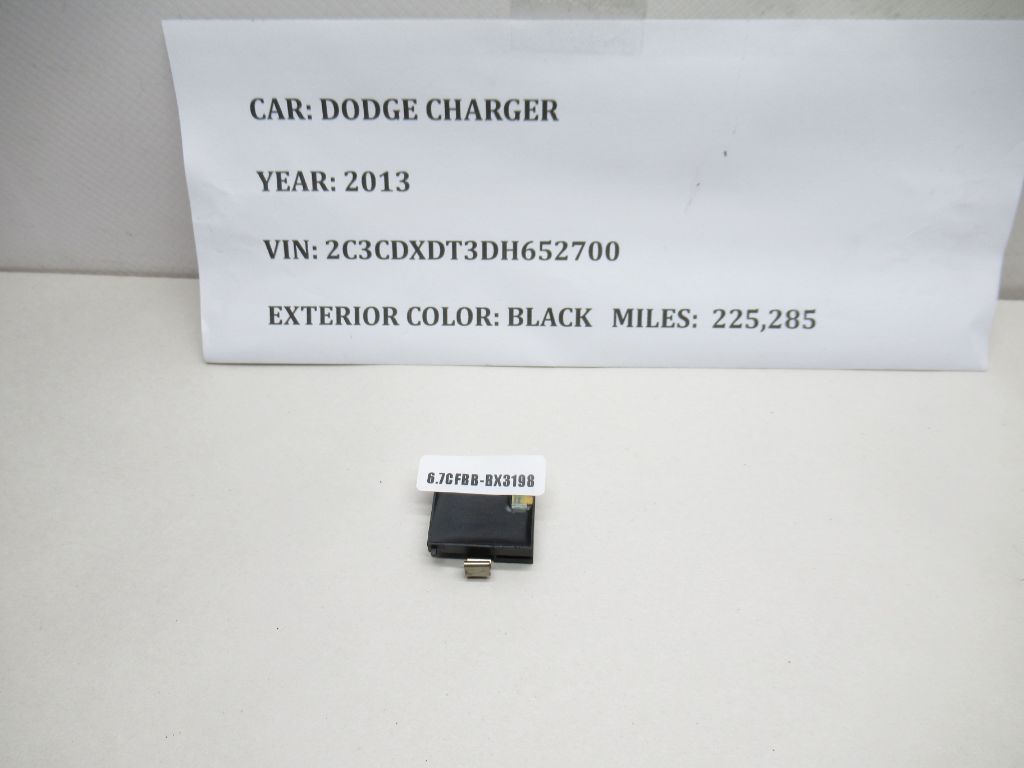 CAR: DODGE CHARGER
YEAR: 2013
VIN: 2C3CDXDT3DH652700
EXTERIOR COLOR: BLACK MILES: 225,285
6.7CFBB-BX3198